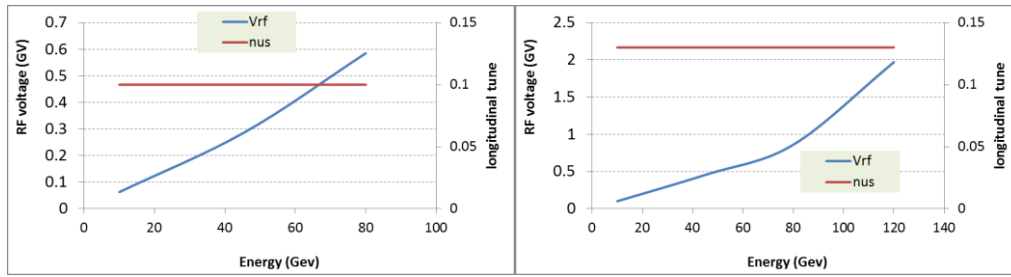 0.7
0.6
0.5
0.4
0.3
0.2
0.1
0
RF voltage (GV)
Vrf
nus
0.15
0.1
0.05
0
longitudinal tune
0 20 40 60 80 100
Energy (Gev)
2.5
2
1.5
1
0.5
0
RF voltage (GV)
Vrf
nus
0.15
0.1
0.05
0
longitudinal tune
0 20 40 60 80 100 120 140
Energy (Gev)